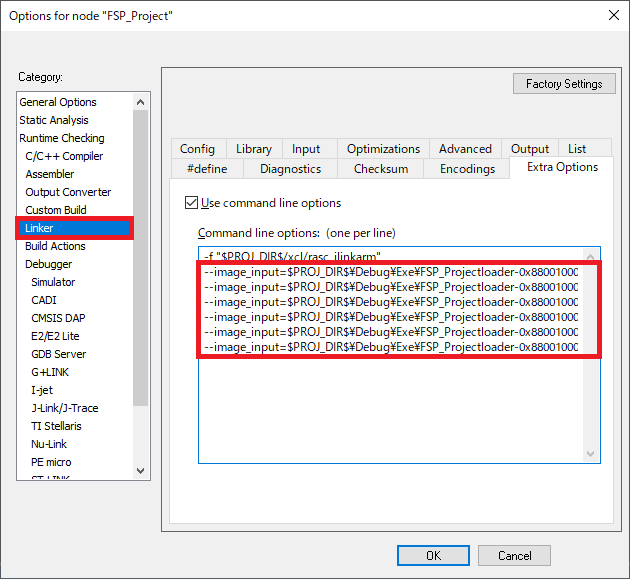 Options for node "FSP_Project"
Category:
General Options
Static Analysis
Runtime Checking
C/C++ Compiler
Assembler
Output Converter
Custom Build
Linker
Build Actions
Debugger
Simulator
CADI
CMSIS DAP
E2/E2 Lite
GDB Server
G+LINK
I-jet
J-Link/J-Trace
TI Stellaris
Nu-Link
PE micro
ST-LINK
Factory Settings
Config Library Input Optimizations Advanced Output List
#define Diagnostics Checksum Encodings Extra Options
Use command line options
Command line options: (one per line)
-f "$PROJ_DIR$/xcl/rasc_ilinkarm"
--image_input=$PROJ_DIR$¥Debug¥Exe¥FSP_Projectloader-0x88001000
--image_input=$PROJ_DIR$¥Debug¥Exe¥FSP_Projectloader-0x88001000
--image_input=$PROJ_DIR$¥Debug¥Exe¥FSP_Projectloader-0x88001000
--image_input=$PROJ_DIR$¥Debug¥Exe¥FSP_Projectloader-0x88001000
--image_input=$PROJ_DIR$¥Debug¥Exe¥FSP_Projectloader-0x88001000
--image_input=$PROJ_DIR$¥Debug¥Exe¥FSP_Projectloader-0x88001000
OK Cancel